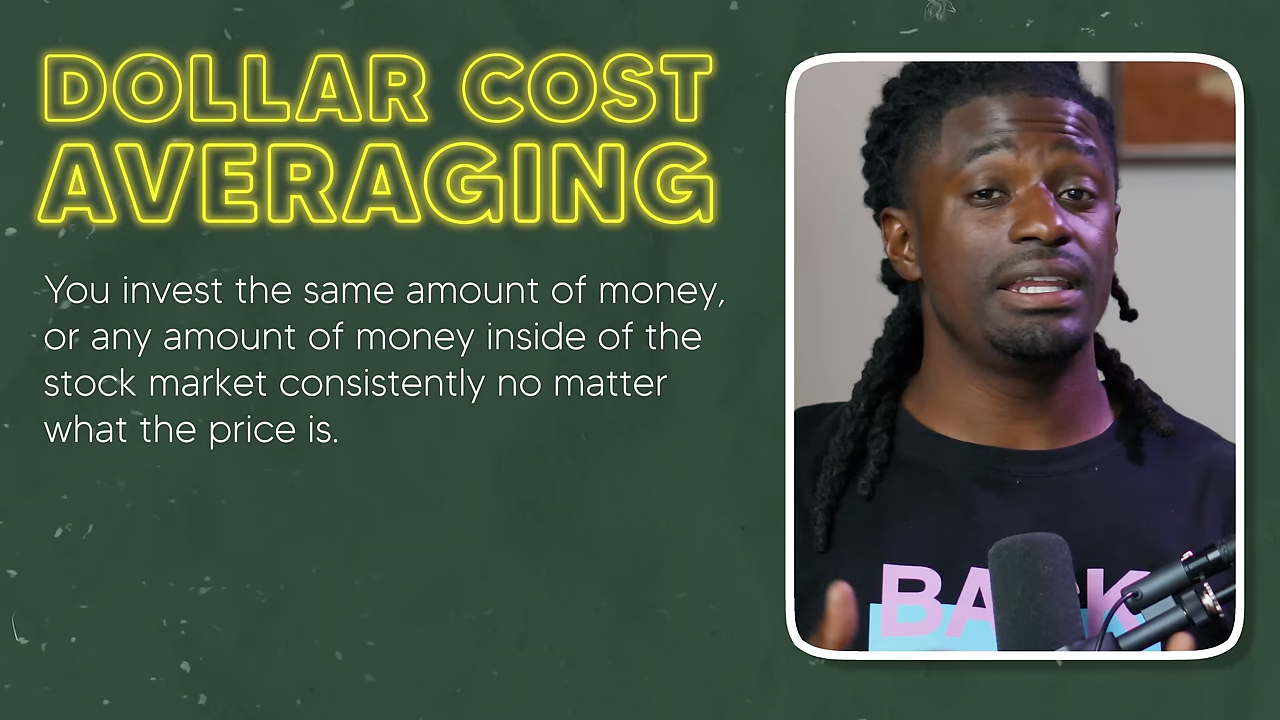 DOLLAR COST
AVERAGING
You invest the same amount of money,
or any amount of money inside of the
stock market consistently no matter
what the price is.